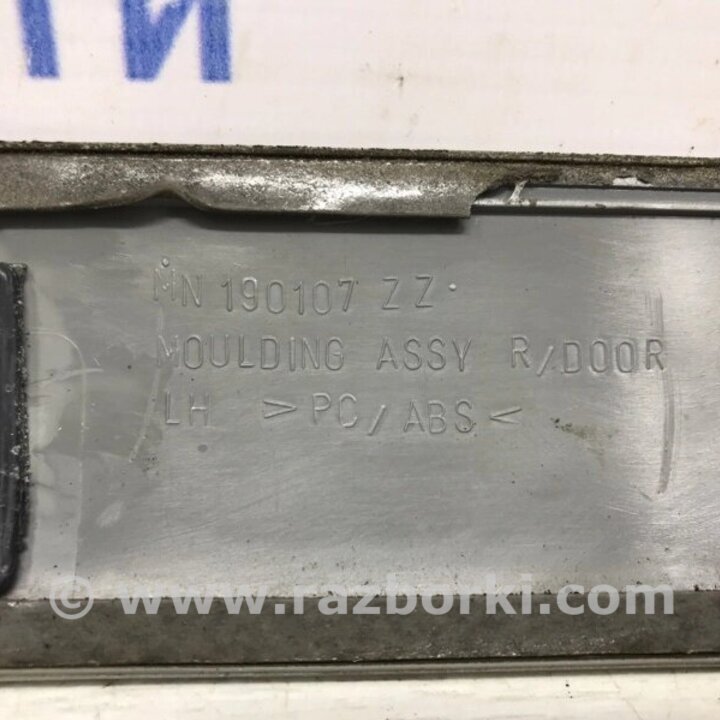 MN 190107 ZZ
MOULDING ASSY R/DOOR
LH >PC/ABS<
© www.razborki.com